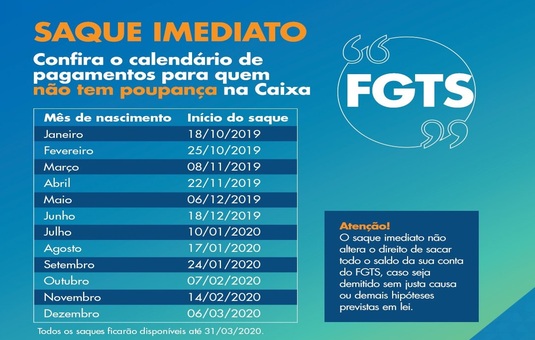 SAQUE IMEDIATO
Confira o calendário de
pagamentos para quem
não tem poupança na Caixa
FGTS
Mês de nascimento Início do saque
Janeiro 18/10/2019
Fevereiro 25/10/2019
Março 08/11/2019
Abril 22/11/2019
Maio 06/12/2019
Junho 18/12/2019
Julho 10/01/2020
Agosto 17/01/2020
Setembro 24/01/2020
Outubro 07/02/2020
Novembro 14/02/2020
Dezembro 06/03/2020
Todos os saques ficarão disponíveis até 31/03/2020.
Atenção!
O saque imediato não
altera o direito de sacar
todo o saldo da sua conta
do FGTS, caso seja
demitido sem justa causa
ou demais hipóteses
previstas em lei.